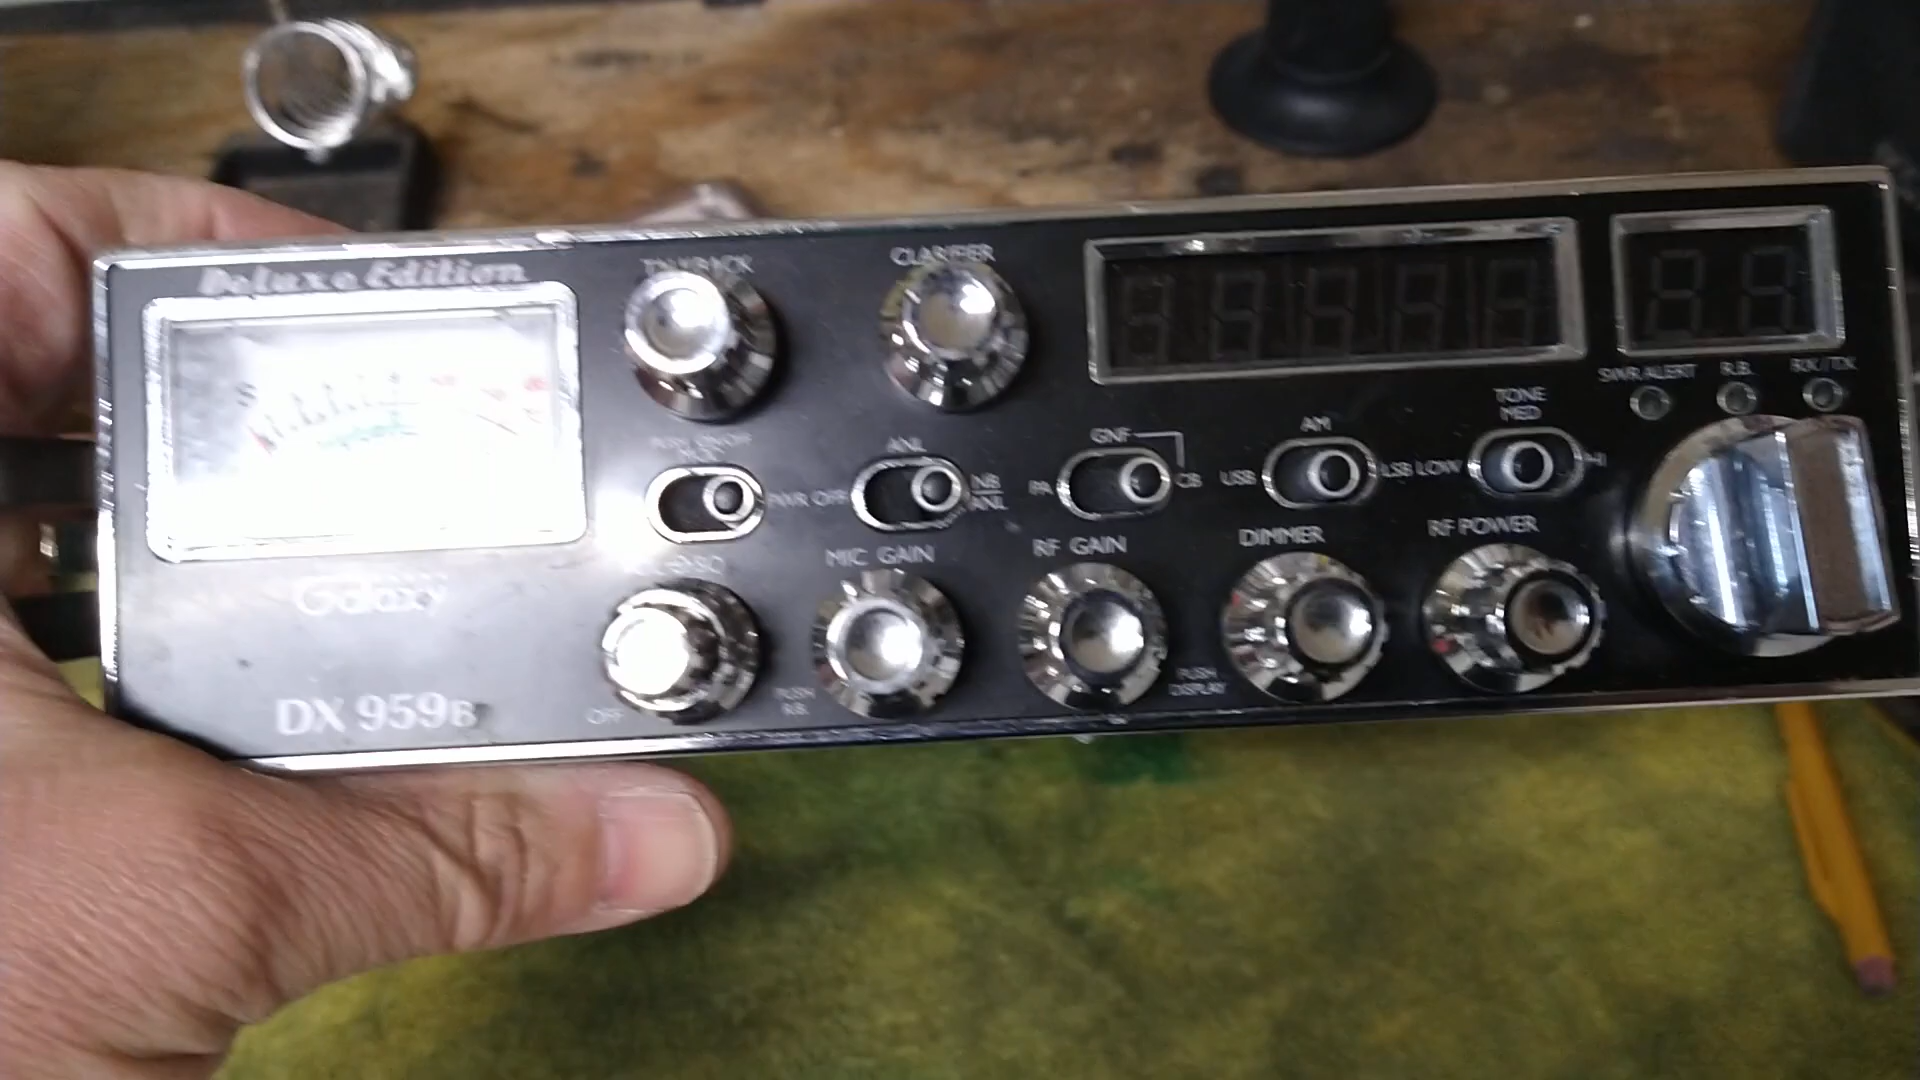 Deluxe Edition
TALKBACK
CLARIFIER
S
SWR ALERT
R.B.
RX / TX
TONE
MED
ANL
GNF
AM
PWR OFF
NB
ANL
PA
CB
USB
LSB LOW
HI
MIC GAIN
RF GAIN
DIMMER
RF POWER
Galaxy
DX 959B
OFF
PUSH
R.B.
PUSH
DISPLAY